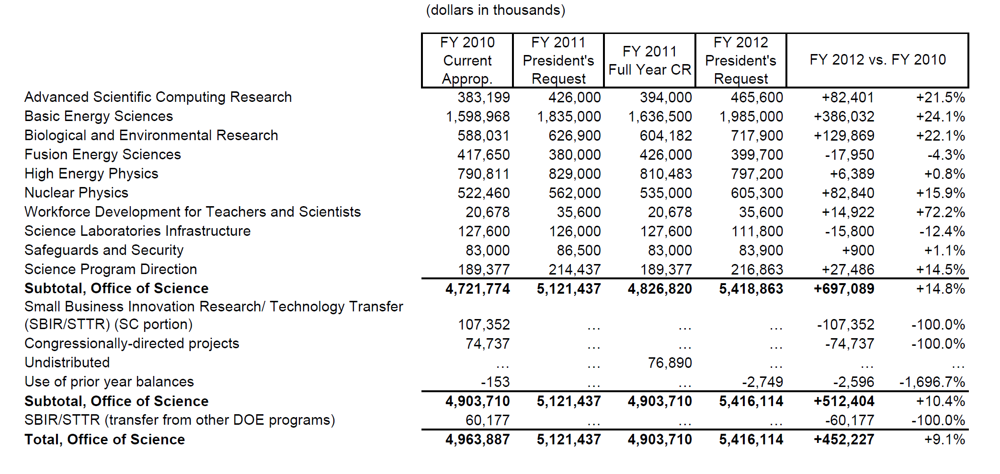 (dollars in thousands)
FY 2010 Current Approp. FY 2011 President's Request FY 2011 Full Year CR FY 2012 President's Request FY 2012 vs. FY 2010
Advanced Scientific Computing Research 383,199 426,000 394,000 465,600 +82,401 +21.5%
Basic Energy Sciences 1,598,968 1,835,000 1,636,500 1,985,000 +386,032 +24.1%
Biological and Environmental Research 588,031 626,900 604,182 717,900 +129,869 +22.1%
Fusion Energy Sciences 417,650 380,000 426,000 399,700 -17,950 -4.3%
High Energy Physics 790,811 829,000 810,483 797,200 +6,389 +0.8%
Nuclear Physics 522,460 562,000 535,000 605,300 +82,840 +15.9%
Workforce Development for Teachers and Scientists 20,678 35,600 20,678 35,600 +14,922 +72.2%
Science Laboratories Infrastructure 127,600 126,000 127,600 111,800 -15,800 -12.4%
Safeguards and Security 83,000 86,500 83,000 83,900 +900 +1.1%
Science Program Direction 189,377 214,437 189,377 216,863 +27,486 +14.5%
Subtotal, Office of Science 4,721,774 5,121,437 4,826,820 5,418,863 +697,089 +14.8%
Small Business Innovation Research/ Technology Transfer
(SBIR/STTR) (SC portion) 107,352 … … … -107,352 -100.0%
Congressionally-directed projects 74,737 … … … -74,737 -100.0%
Undistributed … … 76,890 … … …
Use of prior year balances -153 … … -2,749 -2,596 -1,696.7%
Subtotal, Office of Science 4,903,710 5,121,437 4,903,710 5,416,114 +512,404 +10.4%
SBIR/STTR (transfer from other DOE programs) 60,177 … … … -60,177 -100.0%
Total, Office of Science 4,963,887 5,121,437 4,903,710 5,416,114 +452,227 +9.1%